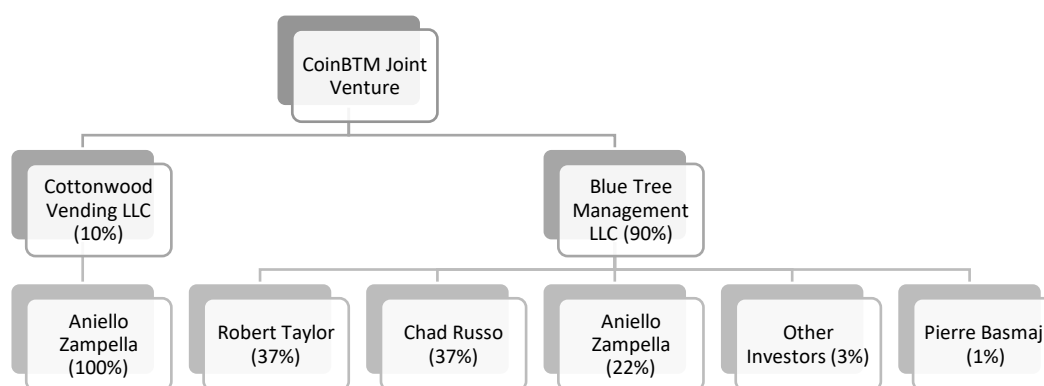 CoinBTM Joint
Venture
Cottonwood
Vending LLC
(10%)
Blue Tree
Management
LLC (90%)
Aniello
Zampella
(100%)
Robert Taylor
(37%)
Chad Russo
(37%)
Aniello
Zampella
(22%)
Other
Investors (3%)
Pierre Basmaj
(1%)